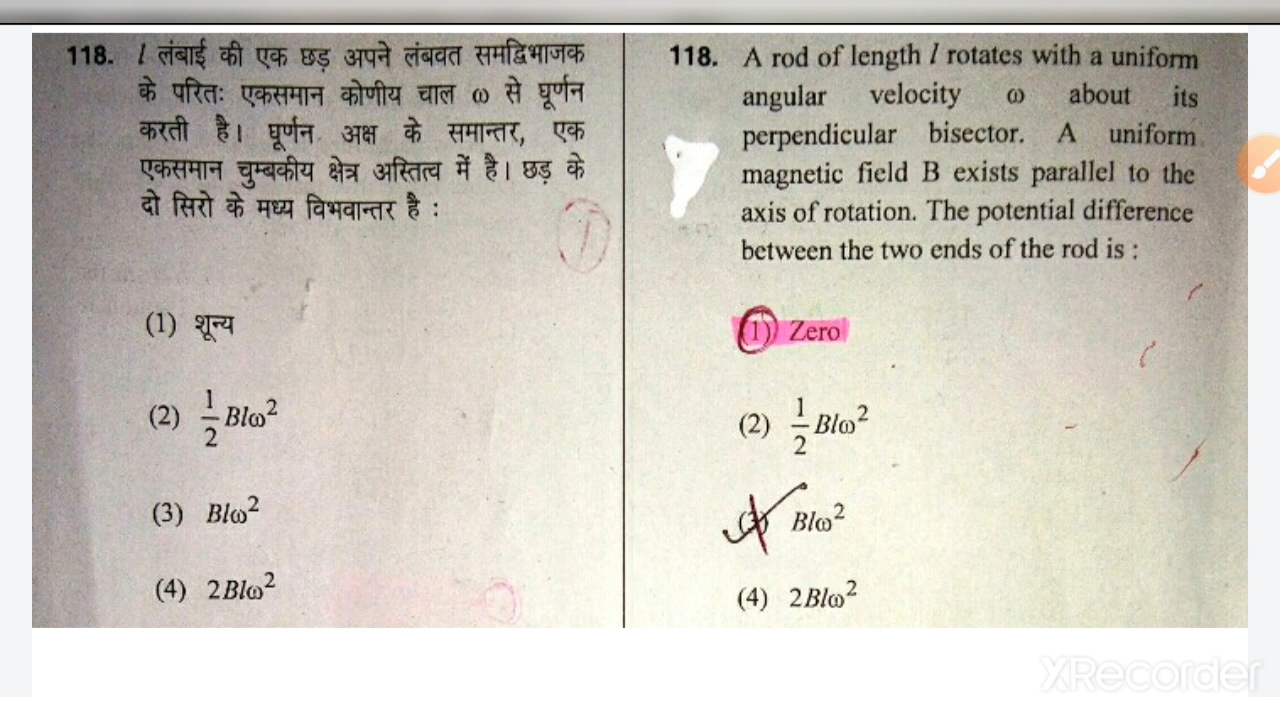 118. l लंबाई की एक छड़ अपने लंबवत समद्विभाजक
के परितः एकसमान कोणीय चाल ω से घूर्णन
करती है। घूर्णन अक्ष के समान्तर, एक
एकसमान चुम्बकीय क्षेत्र अस्तित्व में है। छड़ के
दो सिरो के मध्य विभवान्तर है :
(1) शून्य
(2) 1/2 Blω²
(3) Blω²
(4) 2Blω²
118. A rod of length l rotates with a uniform
angular velocity ω about its
perpendicular bisector. A uniform
magnetic field B exists parallel to the
axis of rotation. The potential difference
between the two ends of the rod is :
(1) Zero
(2) 1/2 Blω²
(3) Blω²
(4) 2Blω²
1
XRecorder